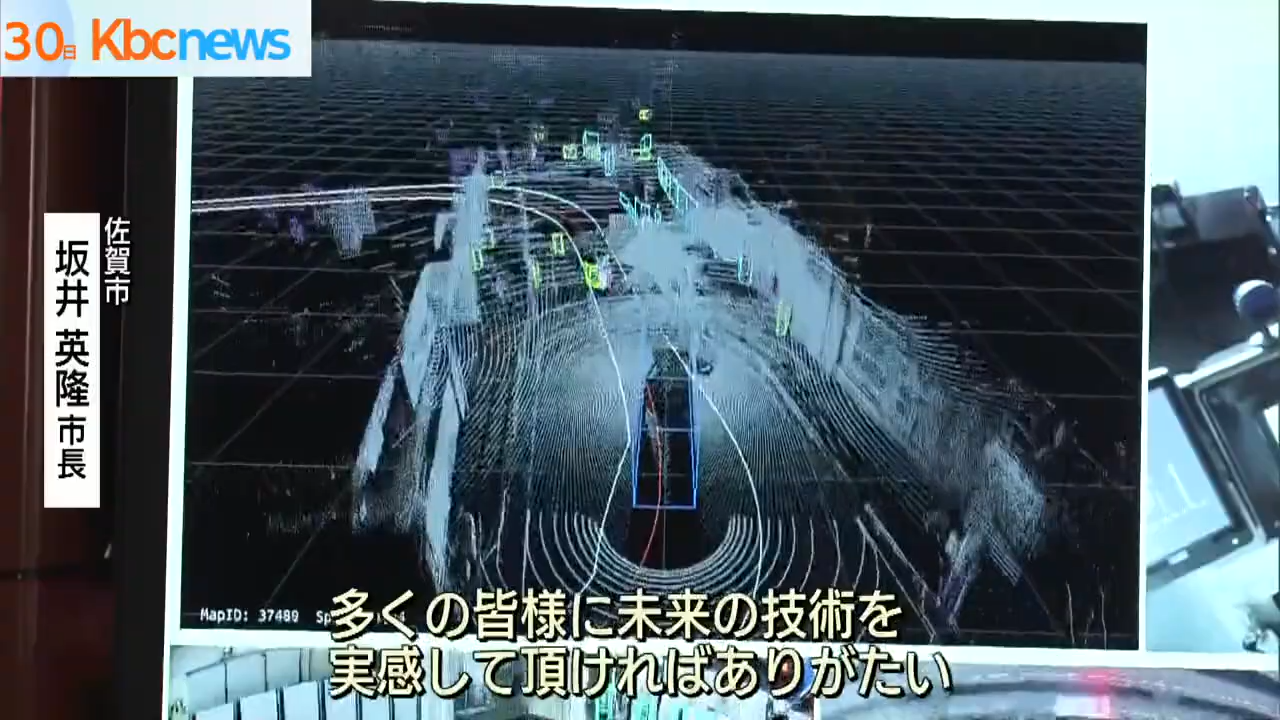 30日 Kbcnews
佐賀市
坂井 英隆 市長
MapID: 37480 Sp
多くの皆様に未来の技術を
実感して頂ければありがたい